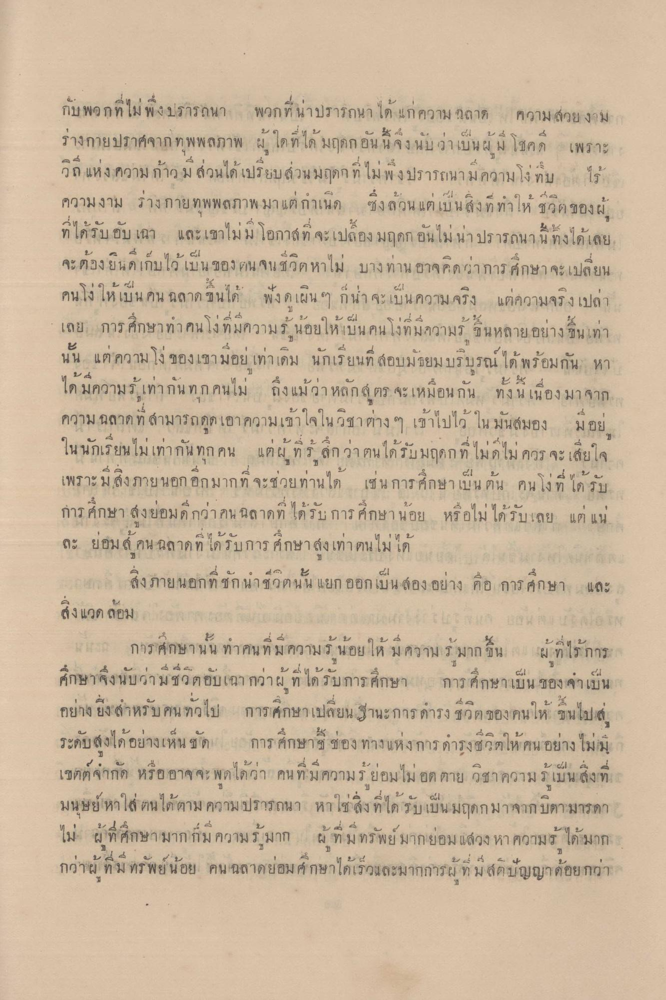 กับพวกที่ไม่พึงปรารถนา พวกที่น่าปรารถนาได้แก่ความฉลาด ความสวยงาม
ร่างกายปราศจากทุพพลภาพ ผู้ใดที่ได้มฤดกอันนี้จึงนับว่าเป็นผู้มีโชคดี เพราะ
วิถีแห่งความก้าวมีส่วนได้เปรียบส่วนมฤดกที่ไม่พึงปรารถนามีความโง่ทึบ ไร้
ความงาม ร่างกายทุพพลภาพมาแต่กำเนิด ซึ่งล้วนแต่เป็นสิ่งที่ทำให้ชีวิตของผู้
ที่ได้รับอับเฉา และเขาไม่มีโอกาสที่จะเปลื้องมฤดกอันไม่น่าปรารถนานี้ทิ้งได้เลย
จะต้องยินดีเก็บไว้เป็นของตนจนชีวิตหาไม่ บางท่านอาจคิดว่าการศึกษาจะเปลี่ยน
คนโง่ให้เป็นคนฉลาดขึ้นได้ ฟังดูเผินๆ ก็น่าจะเป็นความจริง แต่ความจริงเปล่า
เลย การศึกษาทำคนโง่ที่มีความรู้น้อยให้เป็นคนโง่ที่มีความรู้ขึ้นหลายอย่างขึ้นเท่า
นั้น แต่ความโง่ของเขามีอยู่เท่าเดิม นักเรียนที่สอบมัธยมบริบูรณ์ได้พร้อมกัน หา
ได้มีความรู้เท่ากันทุกคนไม่ ถึงแม้ว่าหลักสูตรจะเหมือนกัน ทั้งนี้เนื่องมาจาก
ความฉลาดที่สามารถดูดเอาความเข้าใจในวิชาต่างๆ เข้าไปไว้ในมันสมอง มีอยู่
ในนักเรียนไม่เท่ากันทุกคน แต่ผู้ที่รู้สึกว่าตนได้รับมฤดกที่ไม่ดีไม่ควรจะเสียใจ
เพราะมีสิ่งภายนอกอีกมากที่จะช่วยท่านได้ เช่นการศึกษาเป็นต้น คนโง่ที่ได้รับ
การศึกษาสูงย่อมดีกว่าคนฉลาดที่ได้รับการศึกษาน้อย หรือไม่ได้รับเลย แต่แน่
ละ ย่อมสู้คนฉลาดที่ได้รับการศึกษาสูงเท่าตนไม่ได้
สิ่งภายนอกที่ชักนำชีวิตนั้นแยกออกเป็นสองอย่าง คือ การศึกษา และ
สิ่งแวดล้อม
การศึกษานั้นทำคนที่มีความรู้น้อยให้มีความรู้มากขึ้น ผู้ที่ไร้การ
ศึกษาจึงนับว่ามีชีวิตอับเฉากว่าผู้ที่ได้รับการศึกษา การศึกษาเป็นของจำเป็น
อย่างยิ่งสำหรับคนทั่วไป การศึกษาเปลี่ยนฐานะการดำรงชีวิตของคนให้ขึ้นไปสู่
ระดับสูงได้อย่างเห็นชัด การศึกษาชี้ช่องทางแห่งการดำรงชีวิตให้คนอย่างไม่มี
เขตต์จำกัด หรืออาจจะพูดได้ว่า คนที่มีความรู้ย่อมไม่อดตาย วิชาความรู้เป็นสิ่งที่
มนุษย์หาใส่ตนได้ตามความปรารถนา หาใช่สิ่งที่ได้รับเป็นมฤดกมาจากบิดามารดา
ไม่ ผู้ที่ศึกษามากก็มีความรู้มาก ผู้ที่มีทรัพย์มากย่อมแสวงหาความรู้ได้มาก
กว่าผู้ที่มีทรัพย์น้อย คนฉลาดย่อมศึกษาได้เร็วและมากการผู้ที่มีสติปัญญาด้อยกว่า